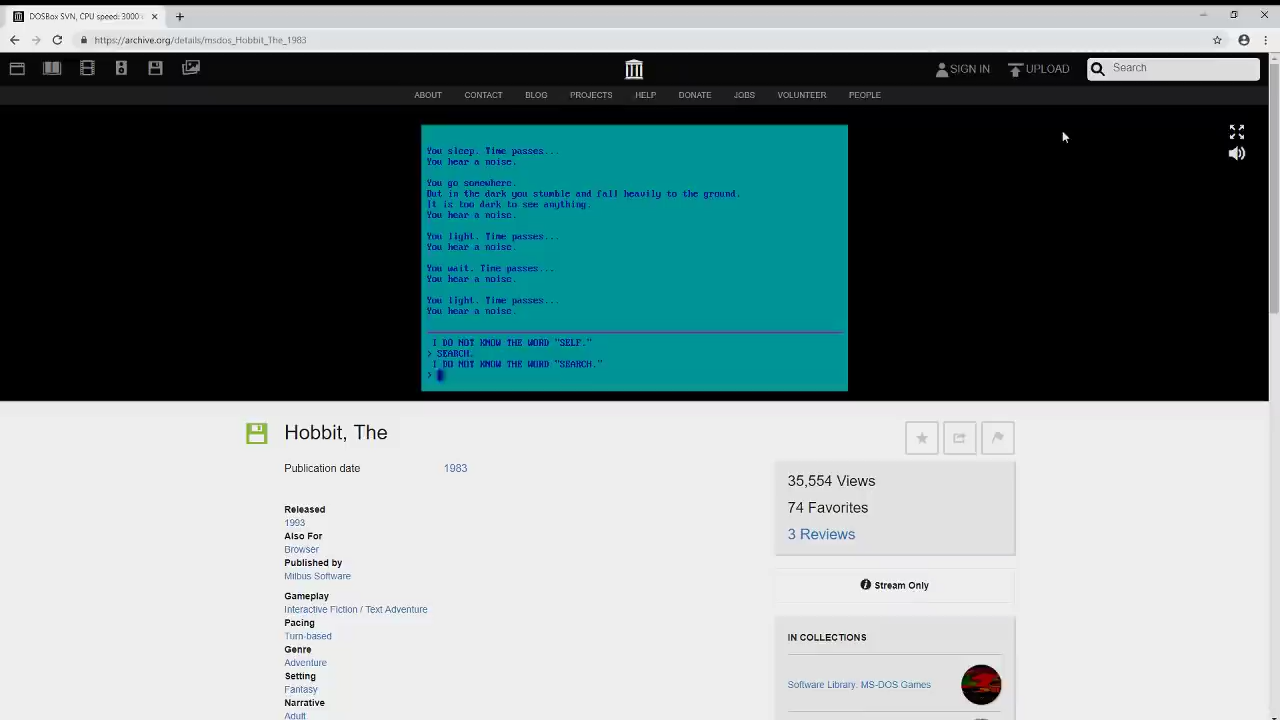 DOSBox SVN, CPU speed: 3000
https://archive.org/details/msdos_Hobbit_The_1983
SIGN IN
UPLOAD
Search
ABOUT CONTACT BLOG PROJECTS HELP DONATE JOBS VOLUNTEER PEOPLE
You sleep. Time passes...
You hear a noise.
You go somewhere.
But in the dark you stumble and fall heavily to the ground.
It is too dark to see anything.
You hear a noise.
You light. Time passes...
You hear a noise.
You wait. Time passes...
You hear a noise.
You light. Time passes...
You hear a noise.
I DO NOT KNOW THE WORD "SELF."
> SEARCH.
I DO NOT KNOW THE WORD "SEARCH."
>
Hobbit, The
Publication date 1983
Released
1993
Also For
Browser
Published by
Milbus Software
Gameplay
Interactive Fiction / Text Adventure
Pacing
Turn-based
Genre
Adventure
Setting
Fantasy
Narrative
Adult
35,554 Views
74 Favorites
3 Reviews
Stream Only
IN COLLECTIONS
Software Library: MS-DOS Games